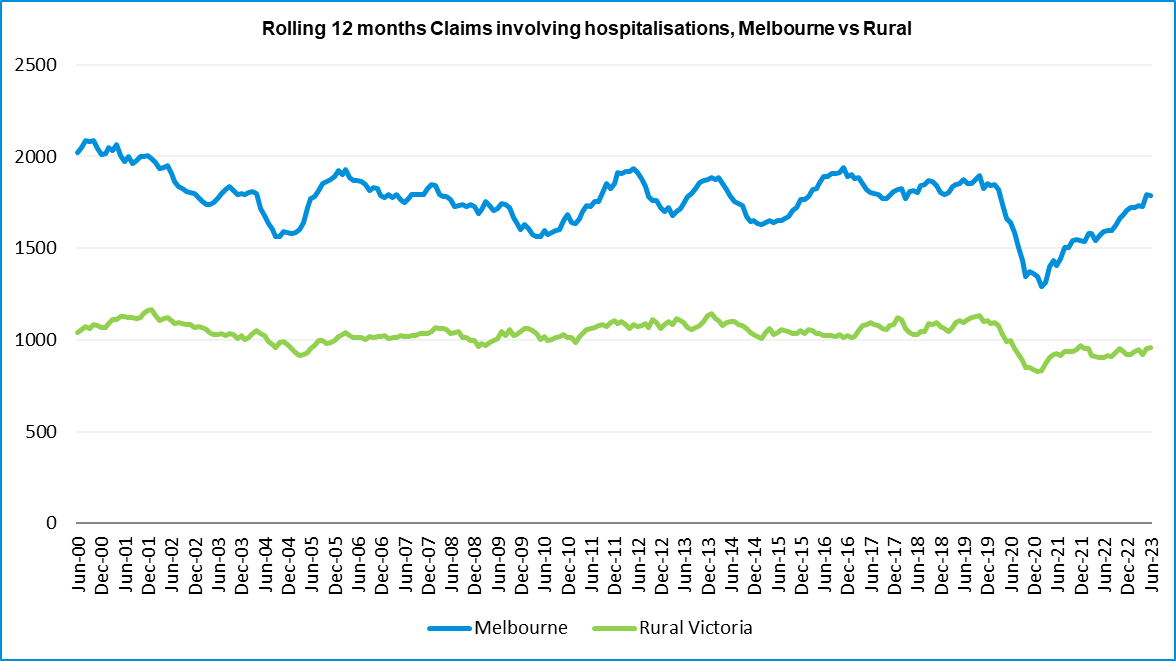 Rolling 12 months Claims involving hospitalisations, Melbourne vs Rural
2500
2000
1500
1000
500
0
Jun-00
Dec-00
Jun-01
Dec-01
Jun-02
Dec-02
Jun-03
Dec-03
Jun-04
Dec-04
Jun-05
Dec-05
Jun-06
Dec-06
Jun-07
Dec-07
Jun-08
Dec-08
Jun-09
Dec-09
Jun-10
Dec-10
Jun-11
Dec-11
Jun-12
Dec-12
Jun-13
Dec-13
Jun-14
Dec-14
Jun-15
Dec-15
Jun-16
Dec-16
Jun-17
Dec-17
Jun-18
Dec-18
Jun-19
Dec-19
Jun-20
Dec-20
Jun-21
Dec-21
Jun-22
Dec-22
Jun-23
Melbourne
Rural Victoria